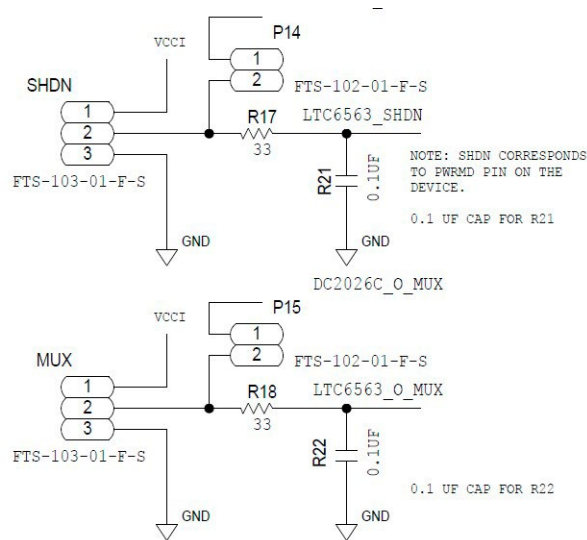 P14
VCCI
1
2
SHDN
FTS-102-01-F-S
1
2
3
R17
33
LTC6563_SHDN
FTS-103-01-F-S
R21
0.1UF
NOTE: SHDN CORRESPONDS
TO PWRMD PIN ON THE
DEVICE.
0.1 UF CAP FOR R21
GND
GND
DC2026C_O_MUX
P15
VCCI
1
2
MUX
FTS-102-01-F-S
1
2
3
R18
33
LTC6563_O_MUX
FTS-103-01-F-S
R22
0.1UF
0.1 UF CAP FOR R22
GND
GND